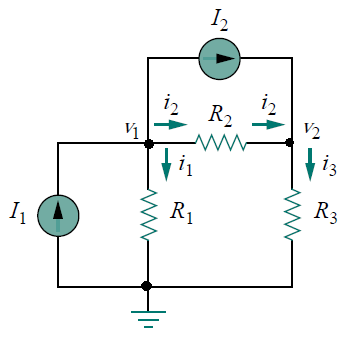 I₂
i₂ R₂ i₂
v₁ v₂
i₁ i₃
I₁ R₁ R₃